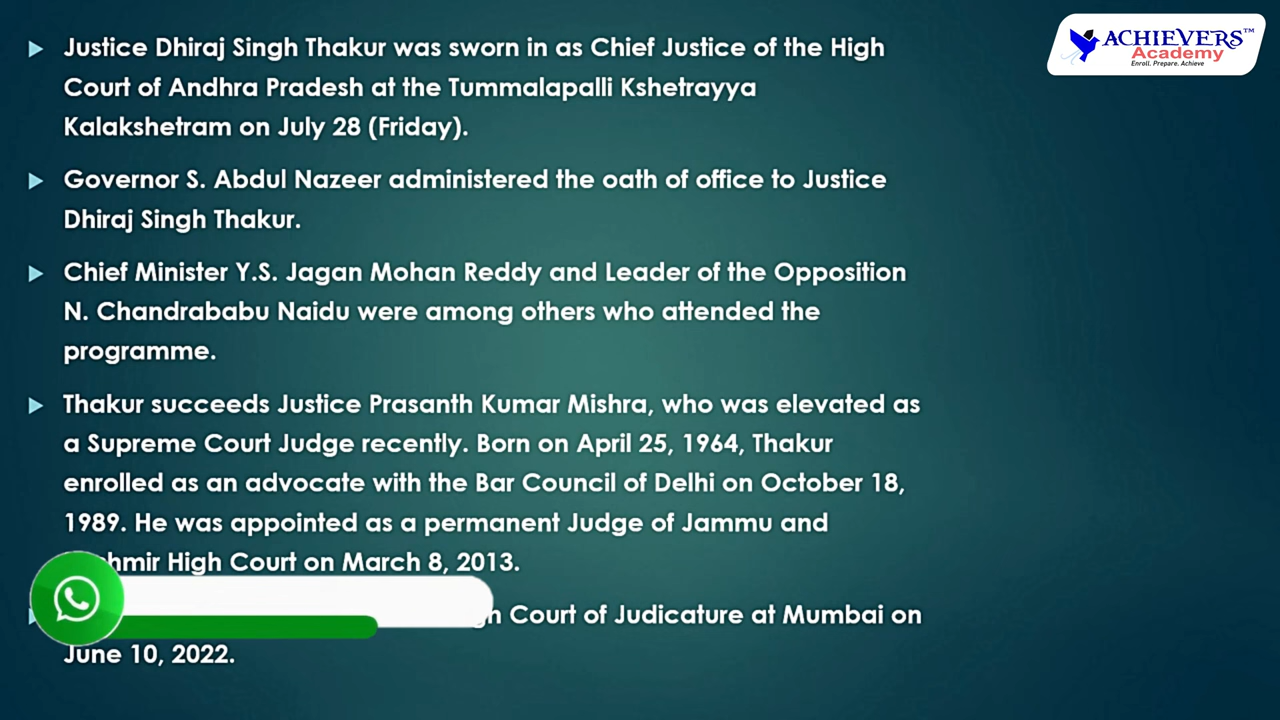 Justice Dhiraj Singh Thakur was sworn in as Chief Justice of the High
Court of Andhra Pradesh at the Tummalapalli Kshetrayya
Kalakshetram on July 28 (Friday).
Governor S. Abdul Nazeer administered the oath of office to Justice
Dhiraj Singh Thakur.
Chief Minister Y.S. Jagan Mohan Reddy and Leader of the Opposition
N. Chandrababu Naidu were among others who attended the
programme.
Thakur succeeds Justice Prasanth Kumar Mishra, who was elevated as
a Supreme Court Judge recently. Born on April 25, 1964, Thakur
enrolled as an advocate with the Bar Council of Delhi on October 18,
1989. He was appointed as a permanent Judge of Jammu and
High Court on March 8, 2013.
Court of Judicature at Mumbai on
June 10, 2022.
ACHIEVERS™
Academy
Enroll. Prepare. Achieve